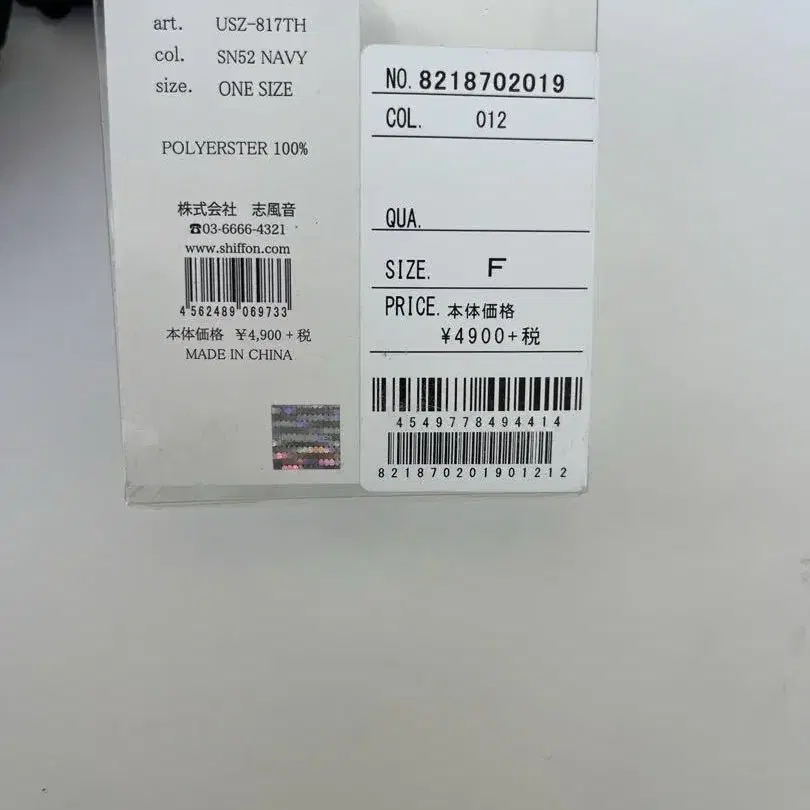 art. USZ-817TH
col. SN52 NAVY
size. ONE SIZE
POLYERSTER 100%
株式会社 志風音
☎03-6666-4321
www.shiffon.com
4 562489 069733
本体価格 ¥4,900+税
MADE IN CHINA
NO. 8218702019
COL. 012
QUA.
SIZE. F
PRICE. 本体価格
¥4900+税
4549778494414
821870201901212